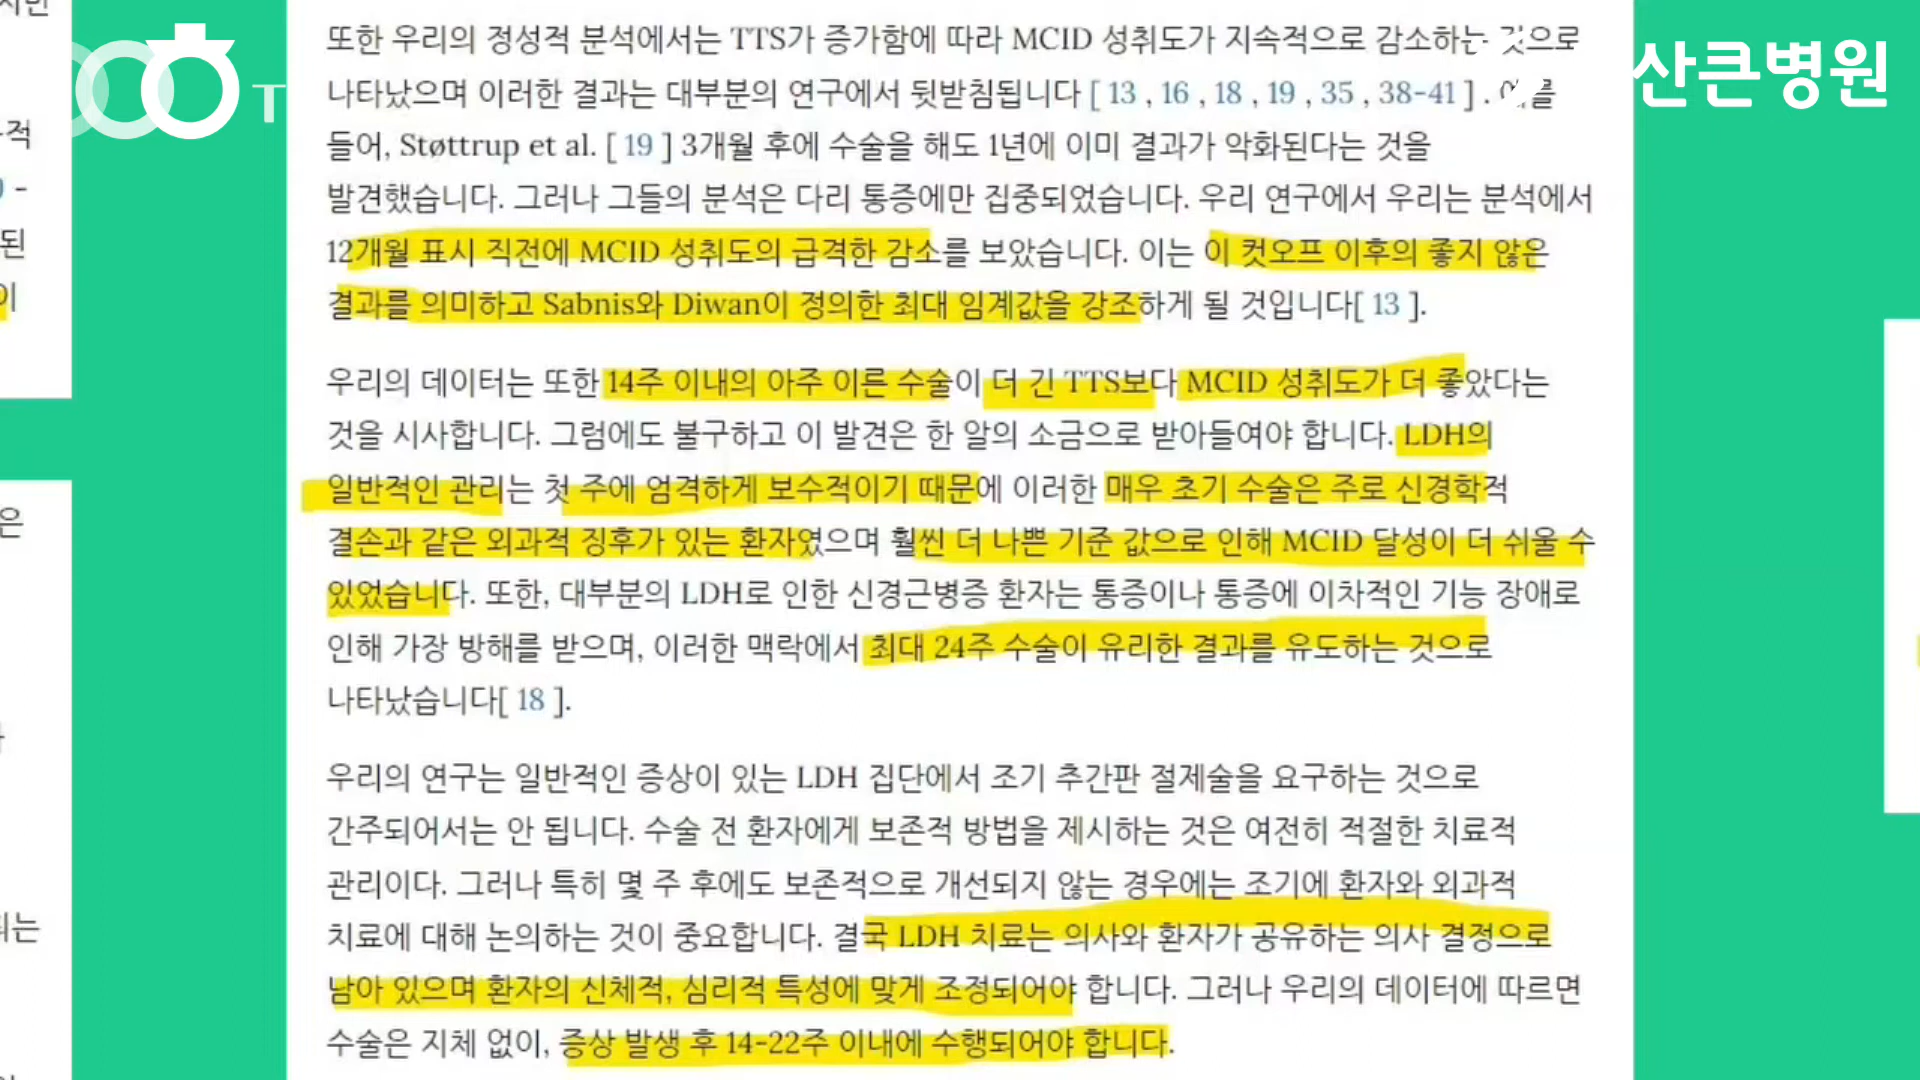 산큰병원
또한 우리의 정성적 분석에서는 TTS가 증가함에 따라 MCID 성취도가 지속적으로 감소하는 것으로
나타났으며 이러한 결과는 대부분의 연구에서 뒷받침됩니다 [ 13 , 16 , 18 , 19 , 35 , 38-41 ] . 예를
들어, Støttrup et al. [ 19 ] 3개월 후에 수술을 해도 1년에 이미 결과가 악화된다는 것을
발견했습니다. 그러나 그들의 분석은 다리 통증에만 집중되었습니다. 우리 연구에서 우리는 분석에서
12개월 표시 직전에 MCID 성취도의 급격한 감소를 보았습니다. 이는 이 컷오프 이후의 좋지 않은
결과를 의미하고 Sabnis와 Diwan이 정의한 최대 임계값을 강조하게 될 것입니다[ 13 ].
우리의 데이터는 또한 14주 이내의 아주 이른 수술이 더 긴 TTS보다 MCID 성취도가 더 좋았다는
것을 시사합니다. 그럼에도 불구하고 이 발견은 한 알의 소금으로 받아들여야 합니다. LDH의
일반적인 관리는 첫 주에 엄격하게 보수적이기 때문에 이러한 매우 초기 수술은 주로 신경학적
결손과 같은 외과적 징후가 있는 환자였으며 훨씬 더 나쁜 기준 값으로 인해 MCID 달성이 더 쉬울 수
있었습니다. 또한, 대부분의 LDH로 인한 신경근병증 환자는 통증이나 통증에 이차적인 기능 장애로
인해 가장 방해를 받으며, 이러한 맥락에서 최대 24주 수술이 유리한 결과를 유도하는 것으로
나타났습니다[ 18 ].
우리의 연구는 일반적인 증상이 있는 LDH 집단에서 조기 추간판 절제술을 요구하는 것으로
간주되어서는 안 됩니다. 수술 전 환자에게 보존적 방법을 제시하는 것은 여전히 적절한 치료적
관리이다. 그러나 특히 몇 주 후에도 보존적으로 개선되지 않는 경우에는 조기에 환자와 외과적
치료에 대해 논의하는 것이 중요합니다. 결국 LDH 치료는 의사와 환자가 공유하는 의사 결정으로
남아 있으며 환자의 신체적, 심리적 특성에 맞게 조정되어야 합니다. 그러나 우리의 데이터에 따르면
수술은 지체 없이, 증상 발생 후 14-22주 이내에 수행되어야 합니다.